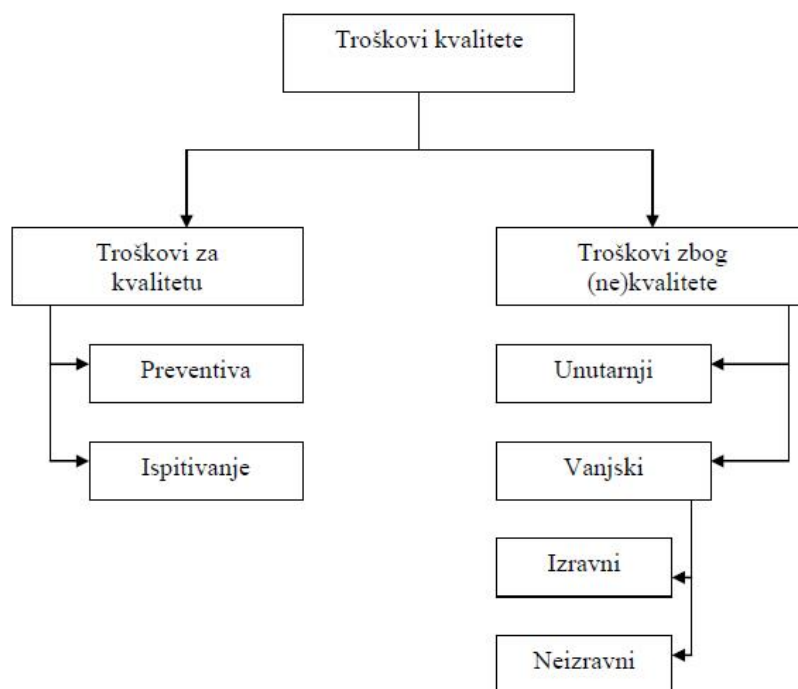 Troškovi kvalitete
Troškovi za
kvalitetu
Troškovi zbog
(ne)kvalitete
Preventiva
Unutarnji
Ispitivanje
Vanjski
Izravni
Neizravni